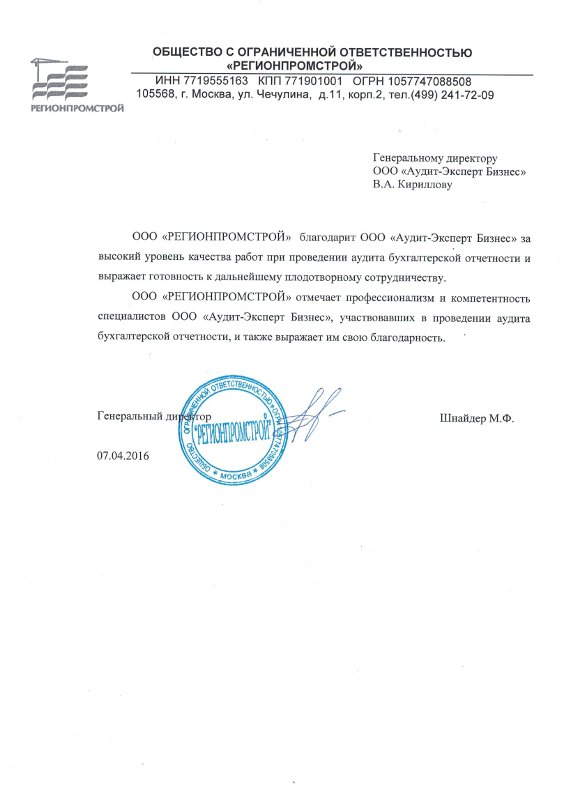 ОБЩЕСТВО С ОГРАНИЧЕННОЙ ОТВЕТСТВЕННОСТЬЮ
«РЕГИОНПРОМСТРОЙ»
ИНН 7719555163 КПП 771901001 ОГРН 1057747088508
105568, г. Москва, ул. Чечулина, д.11, корп.2, тел.(499) 241-72-09
РЕГИОНПРОМСТРОЙ
Генеральному директору
ООО «Аудит-Эксперт Бизнес»
В.А. Кириллову
ООО «РЕГИОНПРОМСТРОЙ» благодарит ООО «Аудит-Эксперт Бизнес» за
высокий уровень качества работ при проведении аудита бухгалтерской отчетности и
выражает готовность к дальнейшему плодотворному сотрудничеству.
ООО «РЕГИОНПРОМСТРОЙ» отмечает профессионализм и компетентность
специалистов ООО «Аудит-Эксперт Бизнес», участвовавших в проведении аудита
бухгалтерской отчетности, и также выражает им свою благодарность.
Генеральный директор
Шнайдер М.Ф.
07.04.2016
ОБЩЕСТВО С ОГРАНИЧЕННОЙ ОТВЕТСТВЕННОСТЬЮ
"РЕГИОНПРОМСТРОЙ"
* МОСКВА *